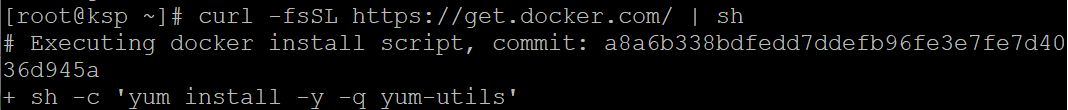 [root@ksp ~]# curl -fsSL https://get.docker.com/ | sh
# Executing docker install script, commit: a8a6b338bdfedd7ddefb96fe3e7fe7d40
36d945a
+ sh -c 'yum install -y -q yum-utils'